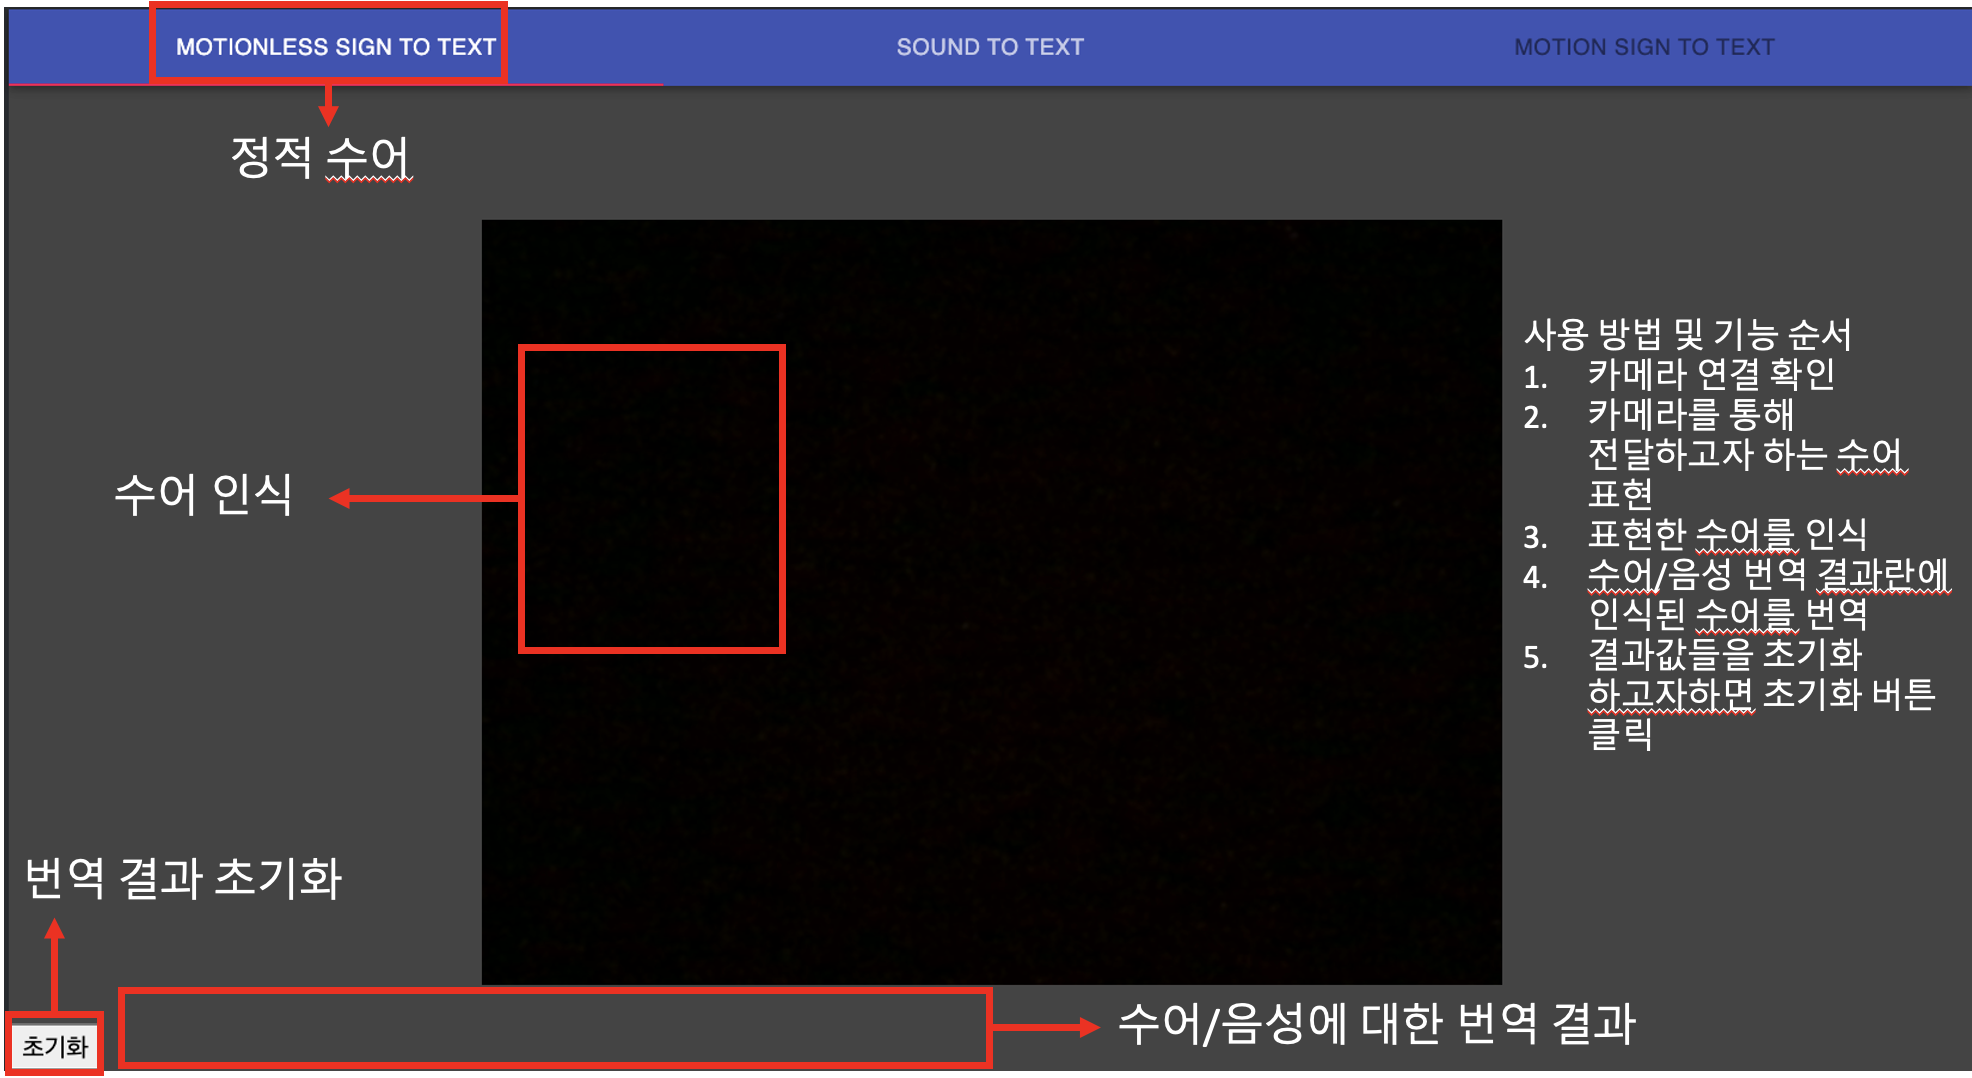 MOTIONLESS SIGN TO TEXT
SOUND TO TEXT
MOTION SIGN TO TEXT
정적 수어
수어 인식
사용 방법 및 기능 순서
1. 카메라 연결 확인
2. 카메라를 통해
전달하고자 하는 수어
표현
3. 표현한 수어를 인식
4. 수어/음성 번역 결과란에
인식된 수어를 번역
5. 결과값들을 초기화
하고자하면 초기화 버튼
클릭
번역 결과 초기화
초기화
수어/음성에 대한 번역 결과